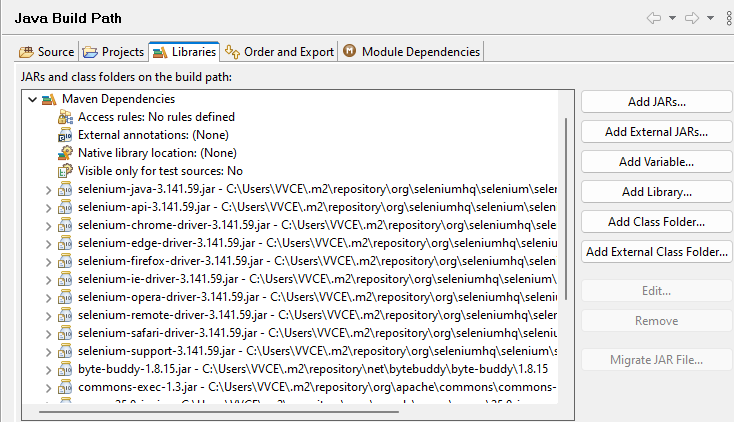 Java Build Path
Source Projects Libraries Order and Export Module Dependencies
JARs and class folders on the build path:
Maven Dependencies
Access rules: No rules defined
External annotations: (None)
Native library location: (None)
Visible only for test sources: No
selenium-java-3.141.59.jar - C:\Users\VVCE\.m2\repository\org\seleniumhq\selenium\selen
selenium-api-3.141.59.jar - C:\Users\VVCE\.m2\repository\org\seleniumhq\selenium\selen
selenium-chrome-driver-3.141.59.jar - C:\Users\VVCE\.m2\repository\org\seleniumhq
selenium-edge-driver-3.141.59.jar - C:\Users\VVCE\.m2\repository\org\seleniumhq\s
selenium-firefox-driver-3.141.59.jar - C:\Users\VVCE\.m2\repository\org\seleniumhq
selenium-ie-driver-3.141.59.jar - C:\Users\VVCE\.m2\repository\org\seleniumhq\sele
selenium-opera-driver-3.141.59.jar - C:\Users\VVCE\.m2\repository\org\seleniumhq\
selenium-remote-driver-3.141.59.jar - C:\Users\VVCE\.m2\repository\org\seleniumhq
selenium-safari-driver-3.141.59.jar - C:\Users\VVCE\.m2\repository\org\seleniumhq\
selenium-support-3.141.59.jar - C:\Users\VVCE\.m2\repository\org\seleniumhq\s
byte-buddy-1.8.15.jar - C:\Users\VVCE\.m2\repository\net\bytebuddy\byte-buddy\1.8.15
commons-exec-1.3.jar - C:\Users\VVCE\.m2\repository\org\apache\commons\commons-
Add JARs...
Add External JARs...
Add Variable...
Add Library...
Add Class Folder...
Add External Class Folder...
Edit...
Remove
Migrate JAR File...